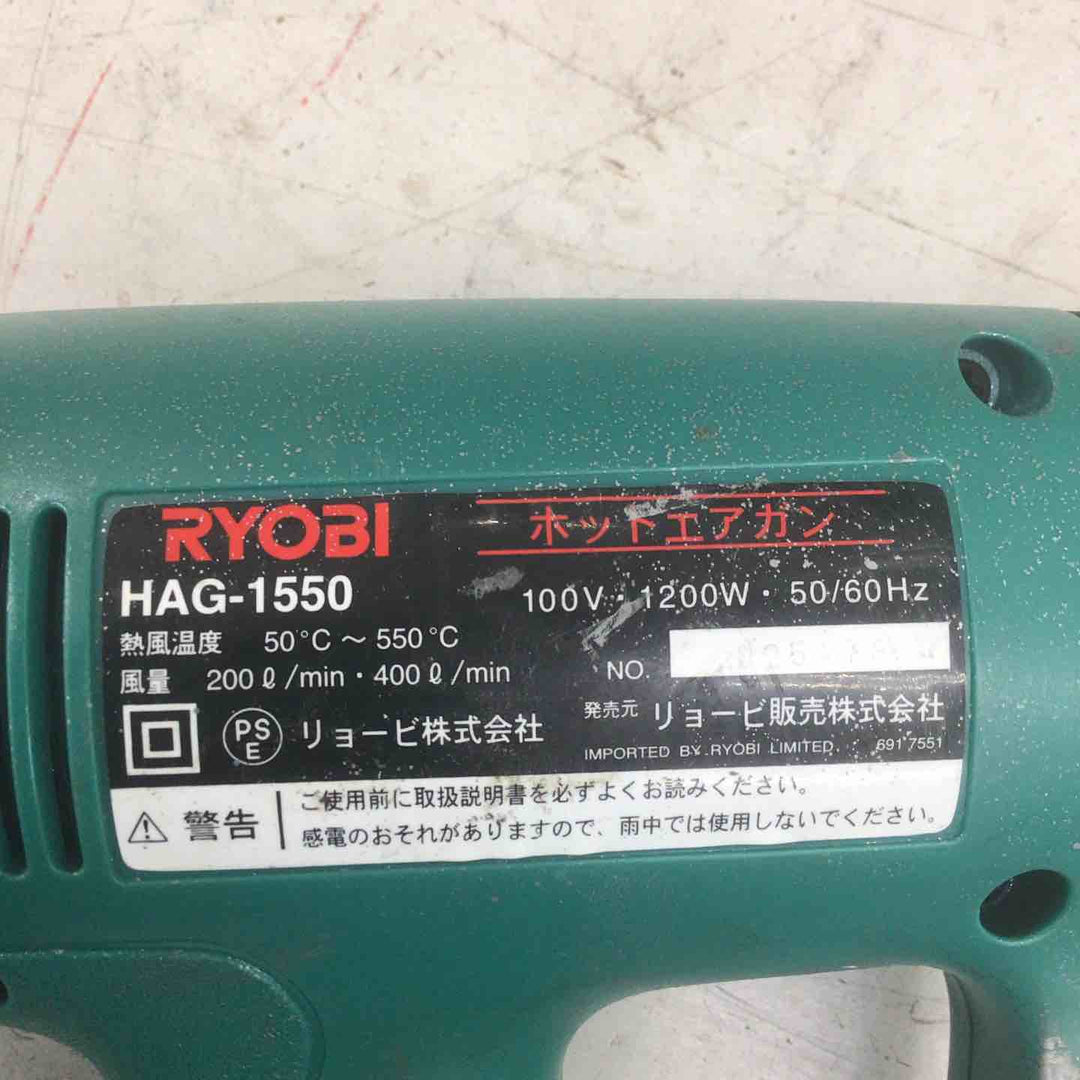 RYOBI ホットエアガン
HAG-1550 100V・1200W・50/60Hz
熱風温度 50℃～550℃
風量 200ℓ/min・400ℓ/min NO.
PSE リョービ株式会社 発売元 リョービ販売株式会社
IMPORTED BY RYOBI LIMITED 6917551
警告 ご使用前に取扱説明書を必ずよくお読みください。
感電のおそれがありますので、雨中では使用しないでください。